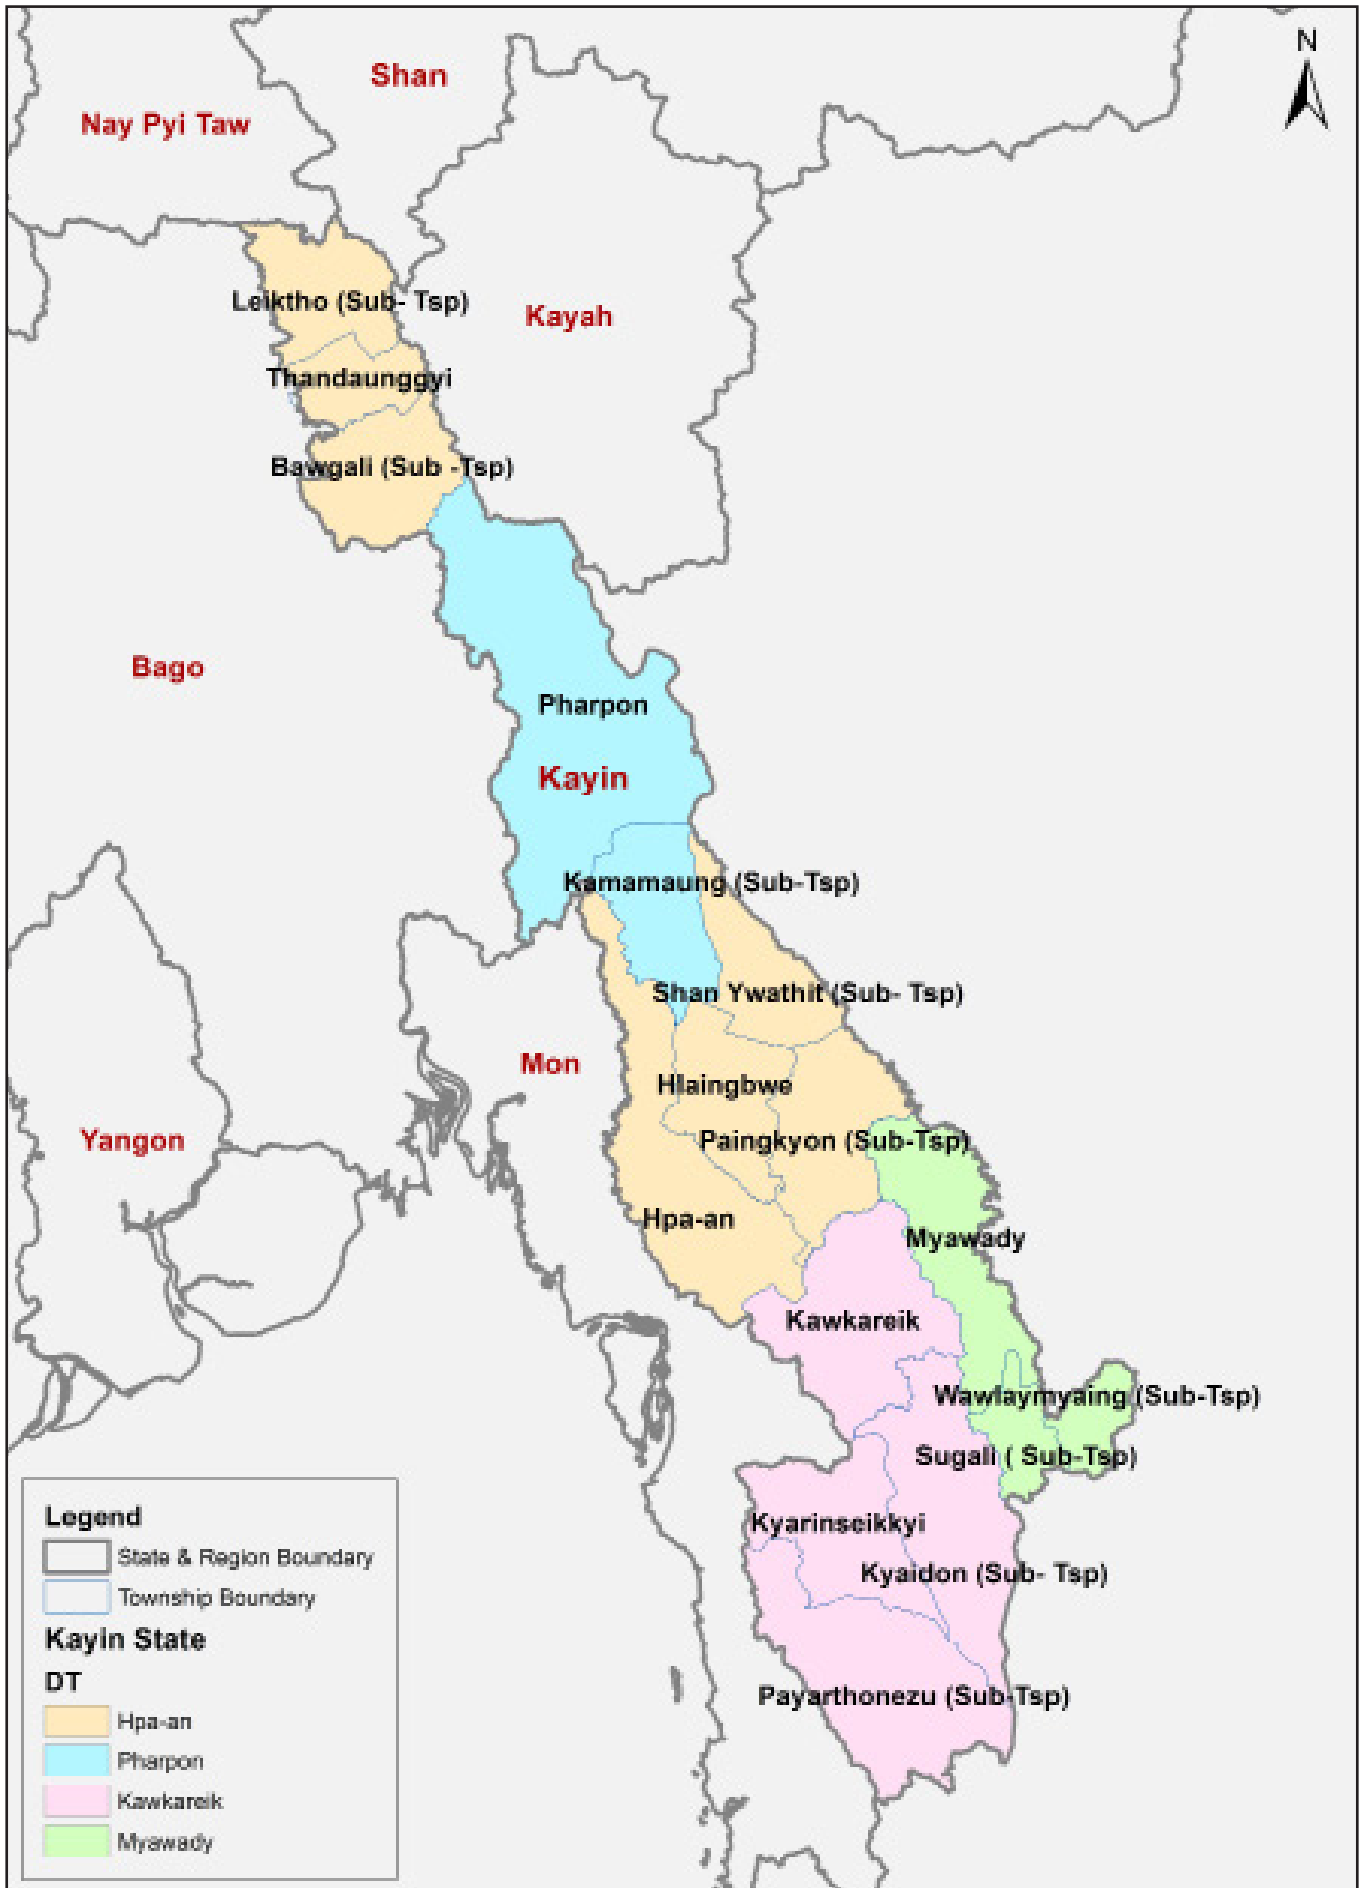 N
Shan
Nay Pyi Taw
Leiktho (Sub- Tsp)
Kayah
Thandaunggyi
Bawgali (Sub -Tsp)
Bago
Pharpon
Kayin
Kamamaung (Sub-Tsp)
Shan Ywathit (Sub- Tsp)
Mon
Hlaingbwe
Yangon
Paingkyon (Sub-Tsp)
Hpa-an
Myawady
Kawkareik
Wawlaymyaing (Sub-Tsp)
Sugali ( Sub-Tsp)
Kyarinseikkyi
Kyaidon (Sub- Tsp)
Payarthonezu (Sub-Tsp)
Legend
State & Region Boundary
Township Boundary
Kayin State
DT
Hpa-an
Pharpon
Kawkareik
Myawady